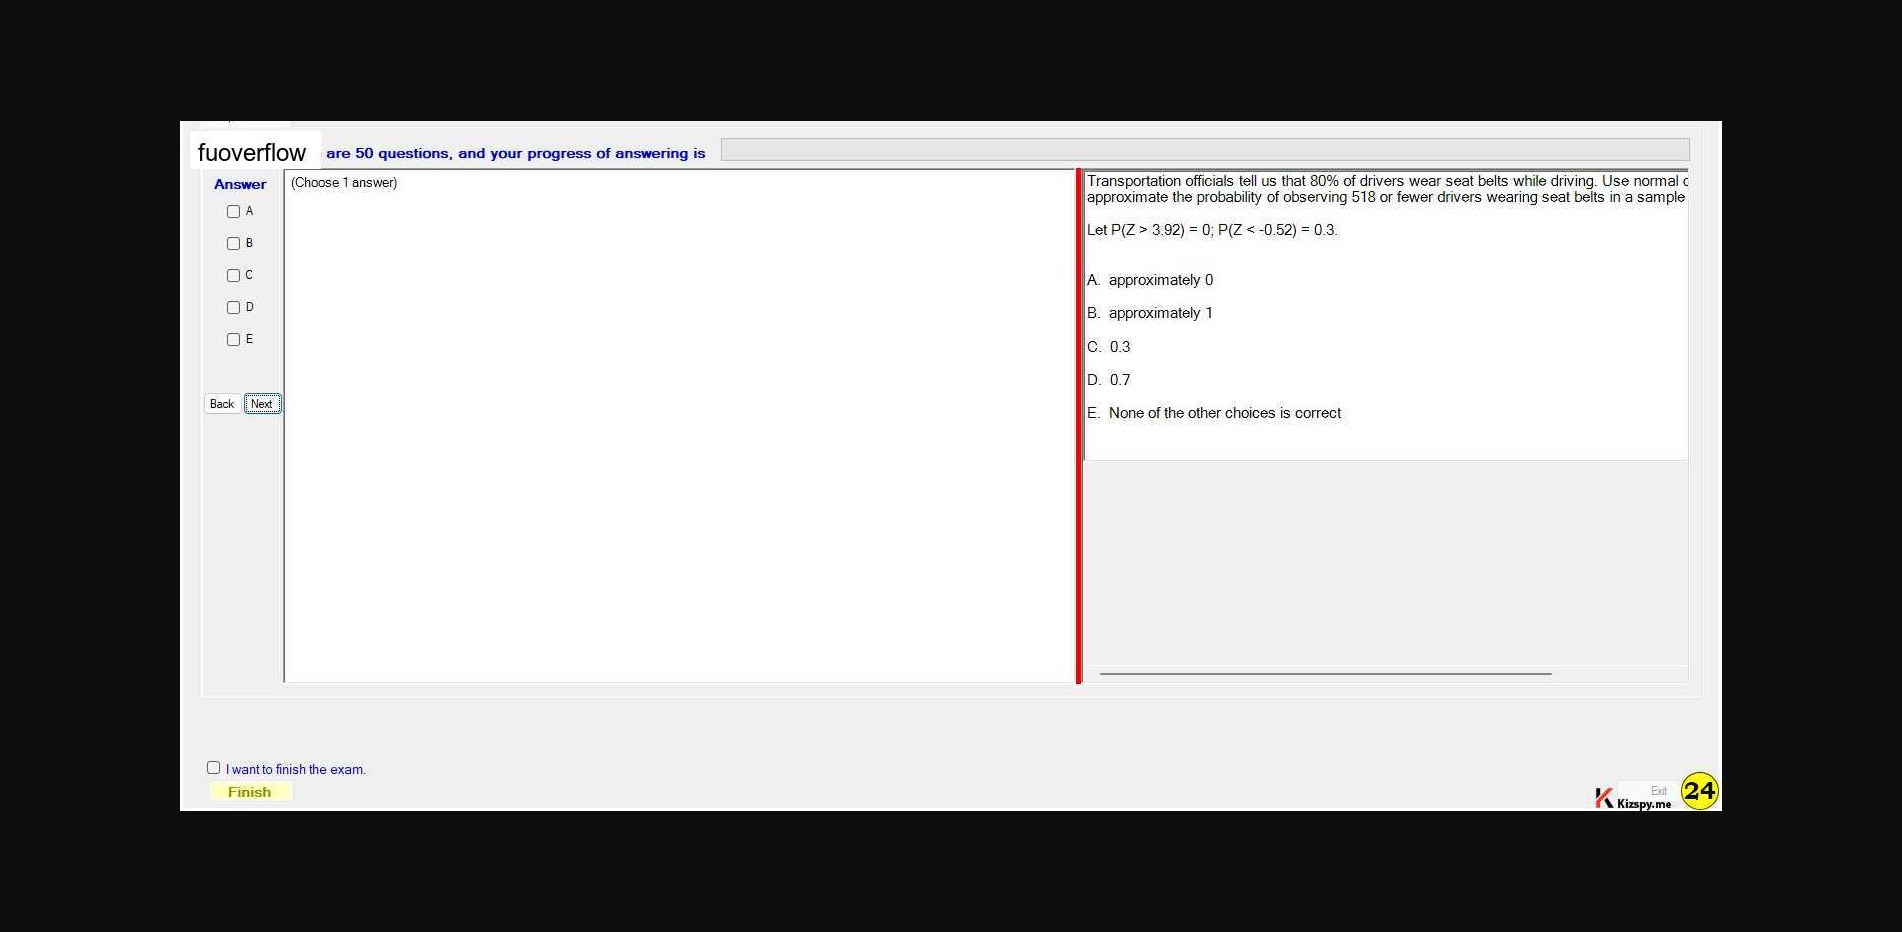 fuoverflow are 50 questions, and your progress of answering is
Answer
(Choose 1 answer)
A
B
C
D
E
Back Next
Transportation officials tell us that 80% of drivers wear seat belts while driving. Use normal
approximate the probability of observing 518 or fewer drivers wearing seat belts in a sample
Let P(Z > 3.92) = 0; P(Z < -0.52) = 0.3.
A. approximately 0
B. approximately 1
C. 0.3
D. 0.7
E. None of the other choices is correct
I want to finish the exam.
Finish
Exit
Kizspy.me
24